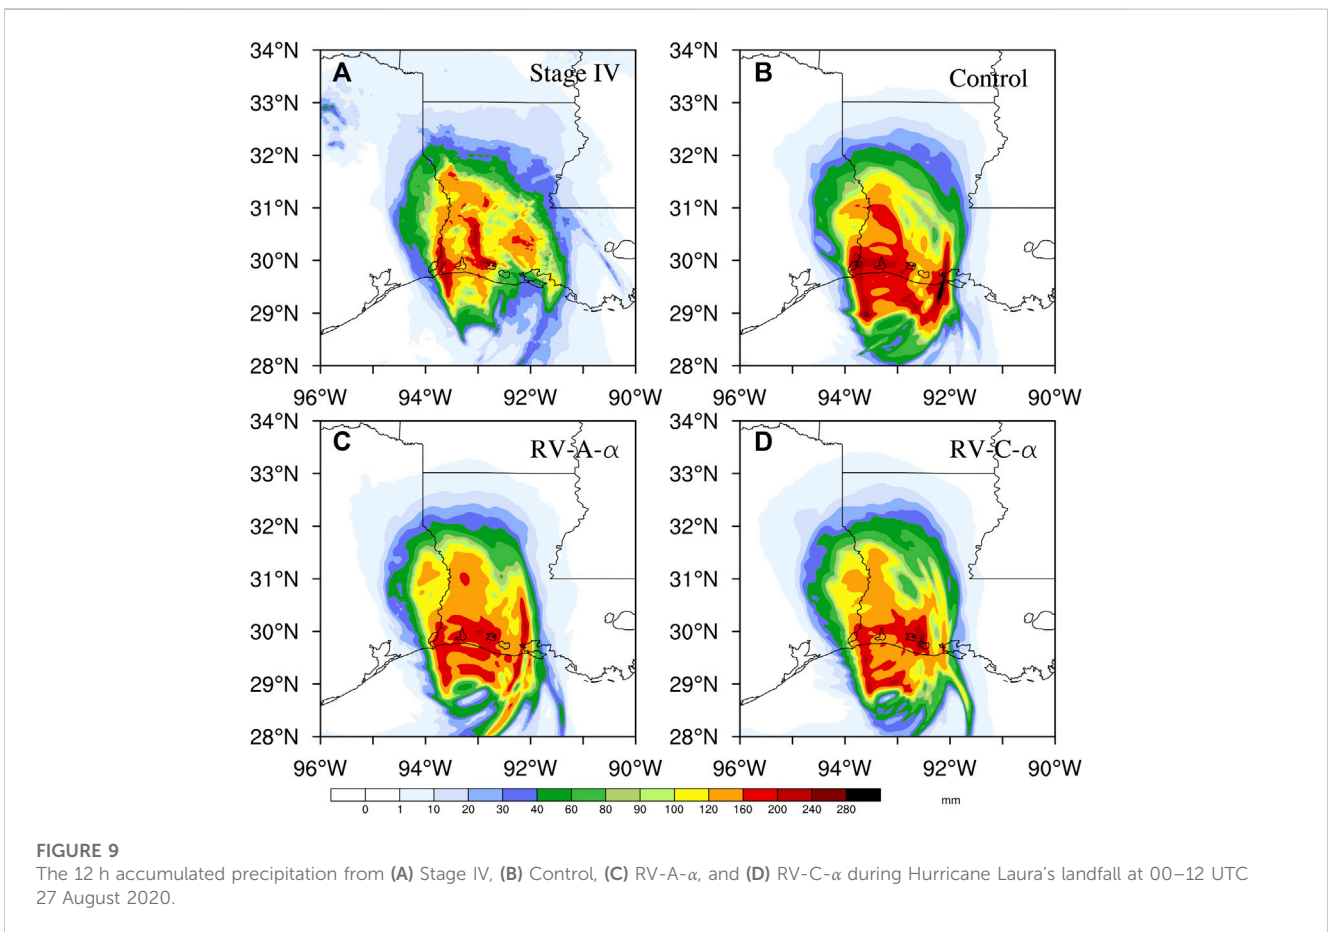 34°N
33°N
32°N
31°N
30°N
29°N
28°N
A
Stage IV
96°W 94°W 92°W 90°W
34°N
33°N
32°N
31°N
30°N
29°N
28°N
B
Control
96°W 94°W 92°W 90°W
34°N
33°N
32°N
31°N
30°N
29°N
28°N
C
RV-A-α
96°W 94°W 92°W 90°W
34°N
33°N
32°N
31°N
30°N
29°N
28°N
D
RV-C-α
96°W 94°W 92°W 90°W
0 1 10 20 30 40 60 80 90 100 120 160 200 240 280
mm
FIGURE 9
The 12 h accumulated precipitation from (A) Stage IV, (B) Control, (C) RV-A-α, and (D) RV-C-α during Hurricane Laura's landfall at 00–12 UTC
27 August 2020.